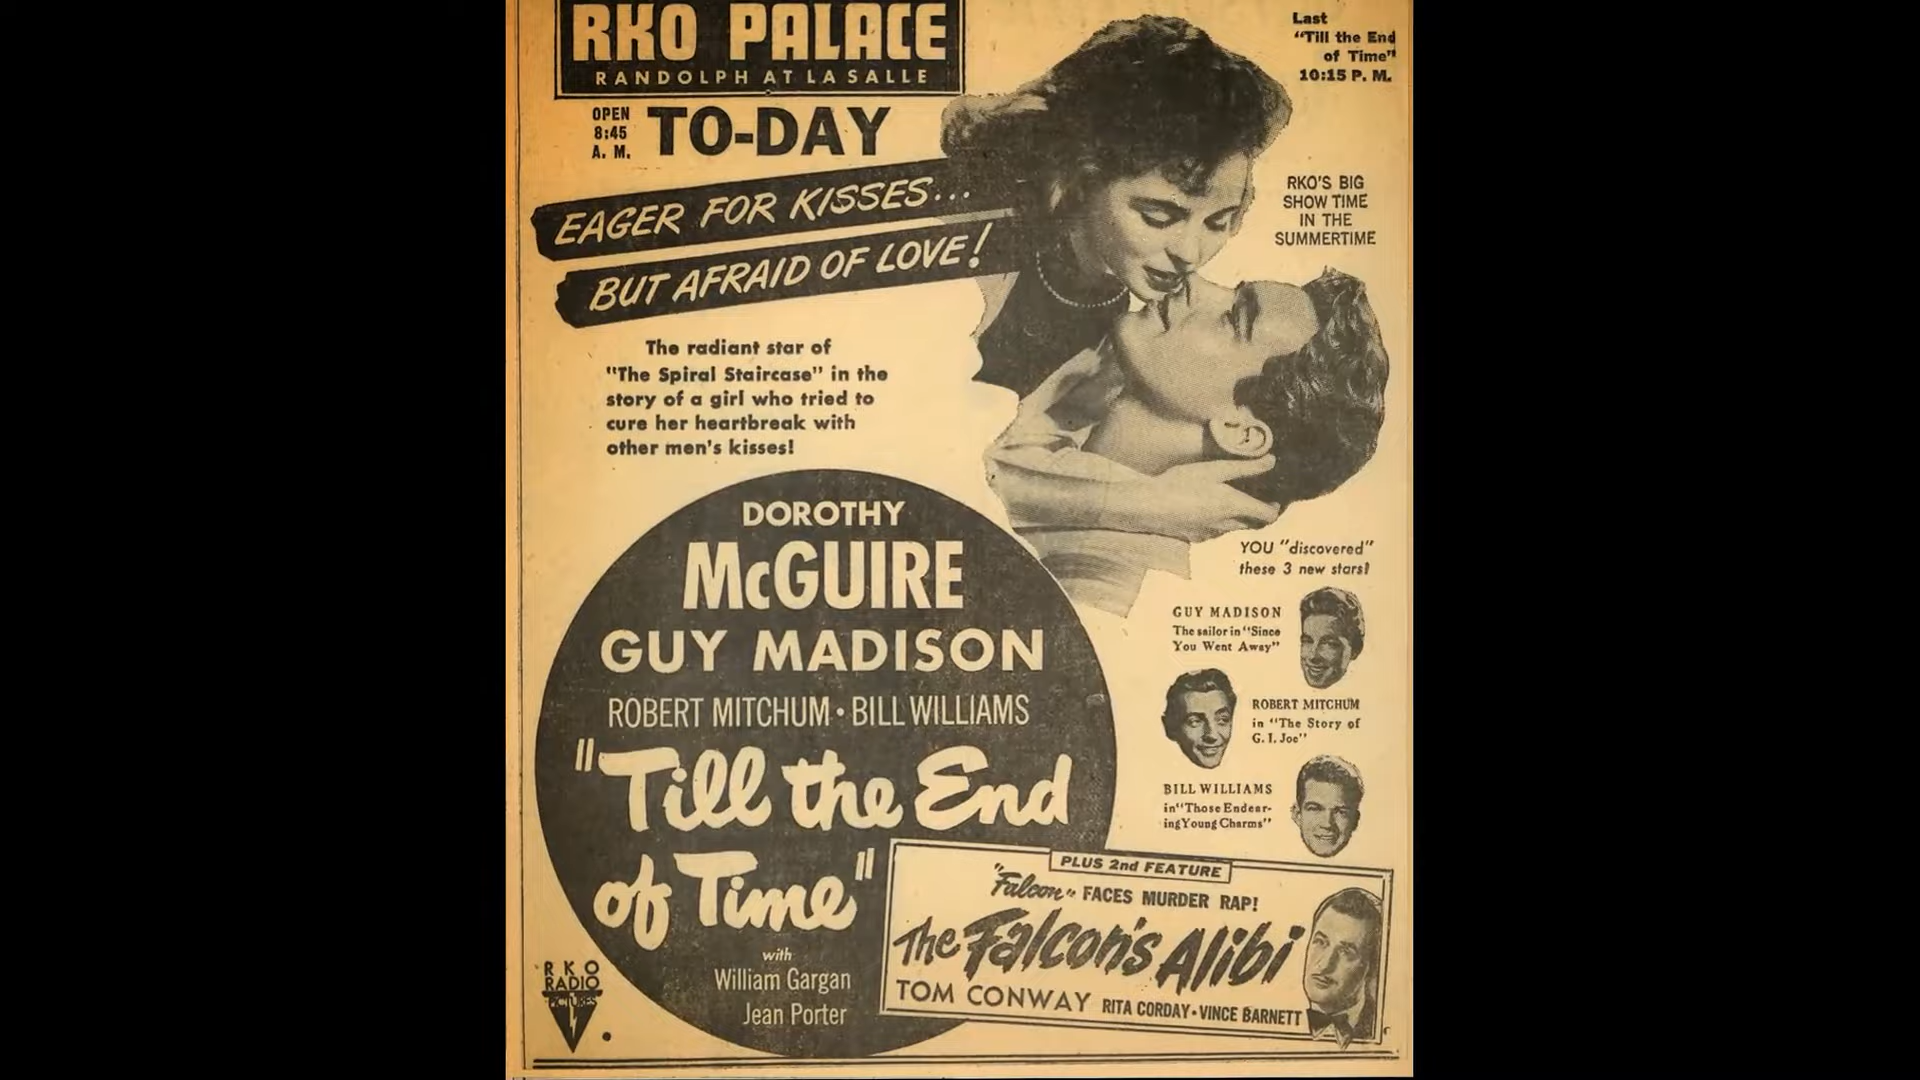 RKO PALACE
RANDOLPH AT LA SALLE
Last
"Till the End
of Time"
10:15 P. M.
OPEN
8:45
A. M.
TO-DAY
EAGER FOR KISSES...
BUT AFRAID OF LOVE!
RKO'S BIG
SHOW TIME
IN THE
SUMMERTIME
The radiant star of
"The Spiral Staircase" in the
story of a girl who tried to
cure her heartbreak with
other men's kisses!
DOROTHY
McGUIRE
GUY MADISON
ROBERT MITCHUM • BILL WILLIAMS
"Till the End
of Time"
with
William Gargan
Jean Porter
YOU "discovered"
these 3 new stars!
GUY MADISON
The sailor in "Since
You Went Away"
ROBERT MITCHUM
in "The Story of
G. I. Joe"
BILL WILLIAMS
in "Those Endear-
ing Young Charms"
PLUS 2nd FEATURE
"Falcon" FACES MURDER RAP!
The Falcon's Alibi
TOM CONWAY RITA CORDAY • VINCE BARNETT
RKO
RADIO
PICTURES